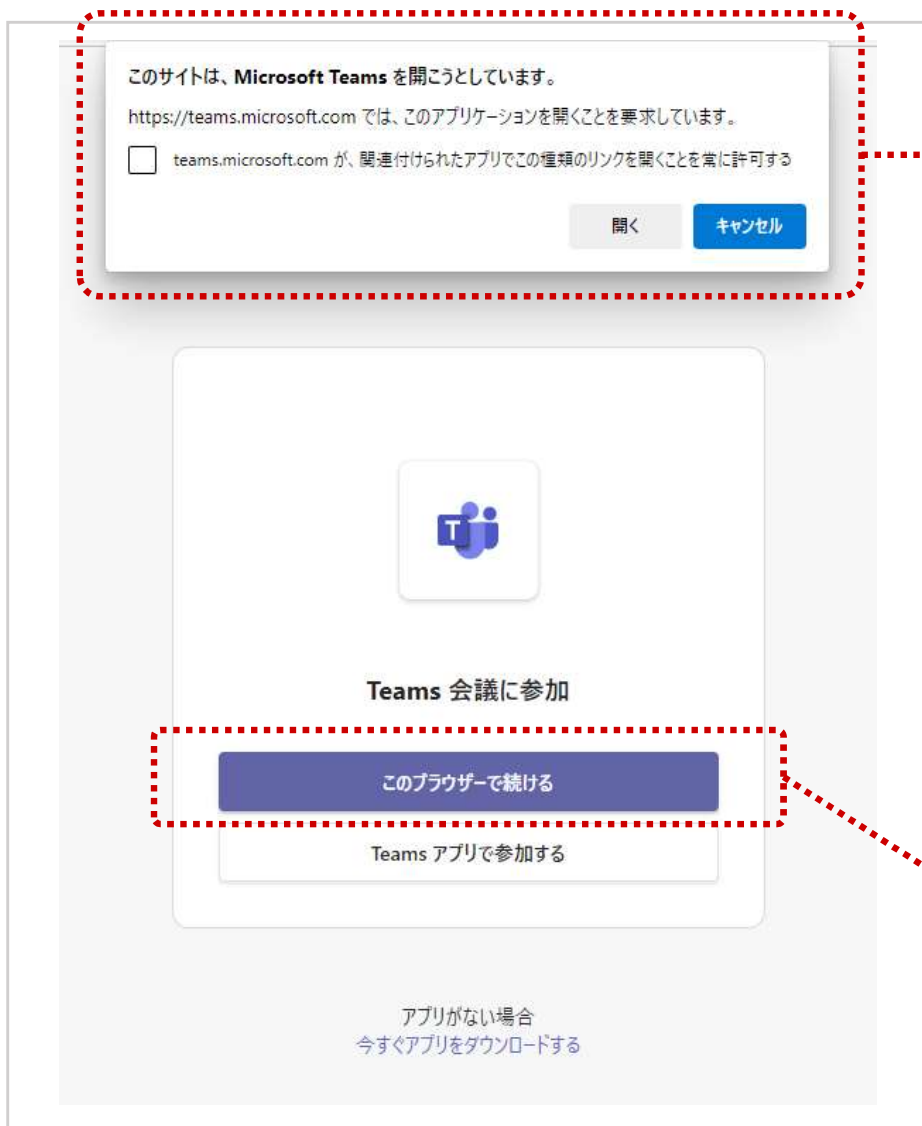 このサイトは、Microsoft Teams を開こうとしています。
https://teams.microsoft.com では、このアプリケーションを開くことを要求しています。
teams.microsoft.com が、関連付けられたアプリでこの種類のリンクを開くことを常に許可する
開く
キャンセル
T
Teams 会議に参加
このブラウザーで続ける
Teams アプリで参加する
アプリがない場合
今すぐアプリをダウンロードする